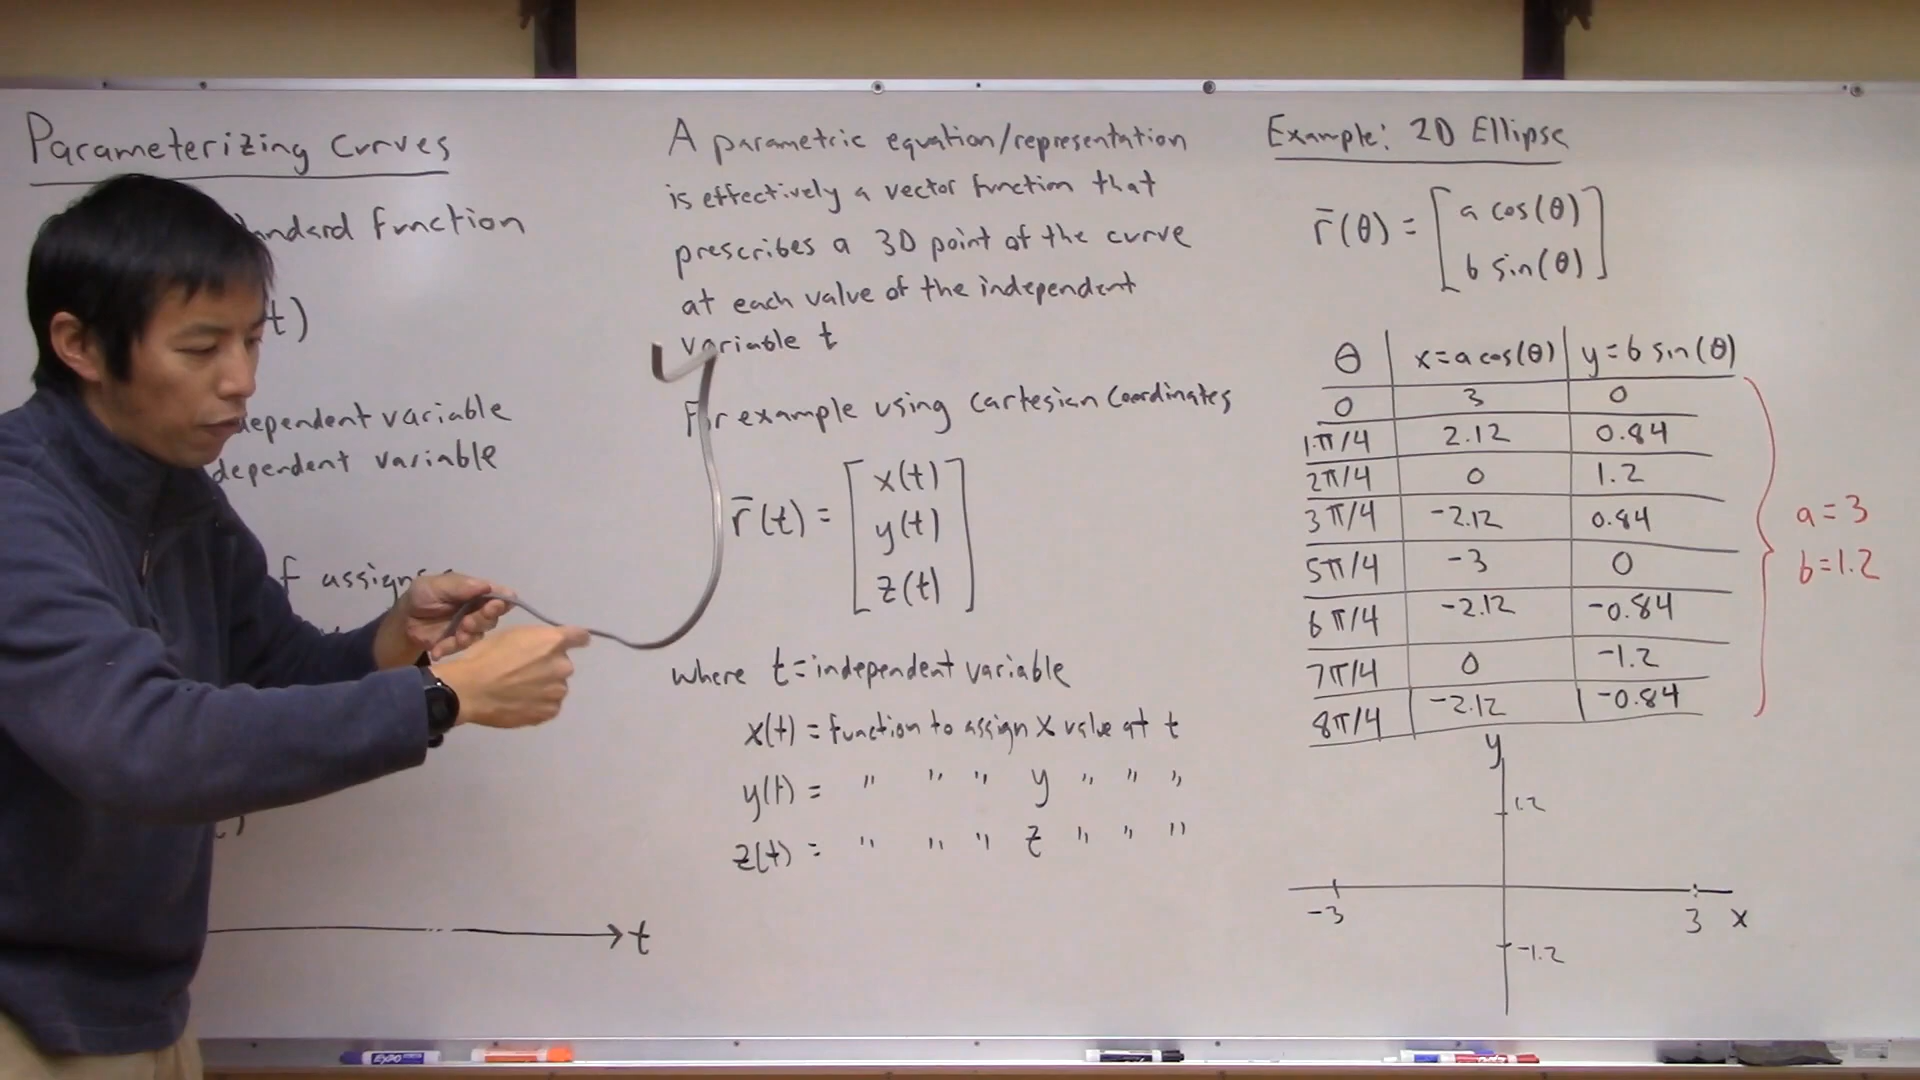 Parameterizing Curves
andard function
t)
dependent variable
dependent variable
f assigns
t
A parametric equation/representation
is effectively a vector function that
prescribes a 3D point of the curve
at each value of the independent
variable t
For example using Cartesian Coordinates
r̄(t) = [x(t)
y(t)
z(t)]
where t = independent variable
x(t) = function to assign x value at t
y(t) = " " " y " " "
z(t) = " " " z " " "
Example: 2D Ellipse
r̄(θ) = [a cos(θ)
b sin(θ)]
θ | x = a cos(θ) | y = b sin(θ)
0 | 3 | 0
1π/4 | 2.12 | 0.84
2π/4 | 0 | 1.2
3π/4 | -2.12 | 0.84
5π/4 | -3 | 0
6π/4 | -2.12 | -0.84
7π/4 | 0 | -1.2
8π/4 | -2.12 | -0.84
a = 3
b = 1.2
y
1.2
-3
3 x
-1.2
EXPO